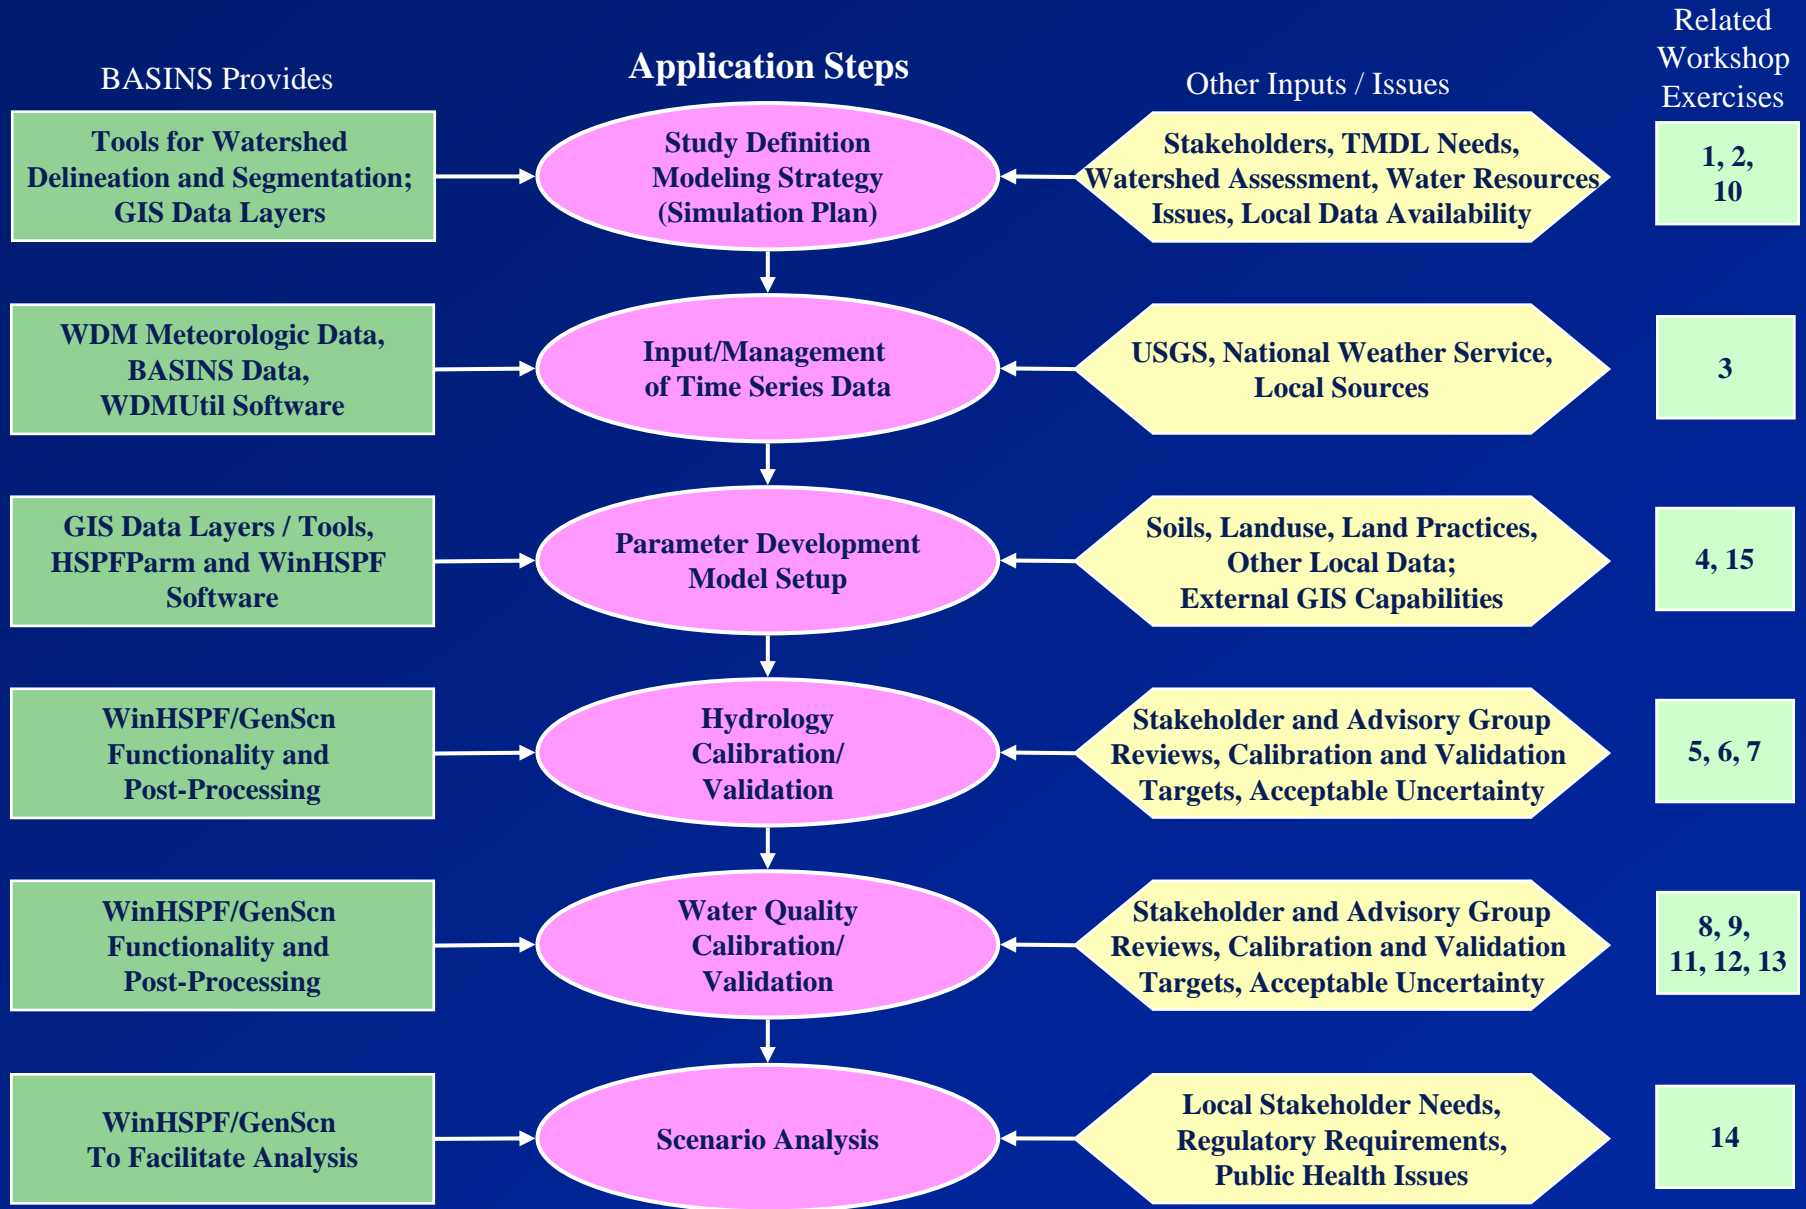 BASINS Provides
Application Steps
Other Inputs / Issues
Related
Workshop
Exercises
Tools for Watershed
Delineation and Segmentation;
GIS Data Layers
Study Definition
Modeling Strategy
(Simulation Plan)
Stakeholders, TMDL Needs,
Watershed Assessment, Water Resources
Issues, Local Data Availability
1, 2,
10
WDM Meteorologic Data,
BASINS Data,
WDMUtil Software
Input/Management
of Time Series Data
USGS, National Weather Service,
Local Sources
3
GIS Data Layers / Tools,
HSPFParm and WinHSPF
Software
Parameter Development
Model Setup
Soils, Landuse, Land Practices,
Other Local Data;
External GIS Capabilities
4, 15
WinHSPF/GenScn
Functionality and
Post-Processing
Hydrology
Calibration/
Validation
Stakeholder and Advisory Group
Reviews, Calibration and Validation
Targets, Acceptable Uncertainty
5, 6, 7
WinHSPF/GenScn
Functionality and
Post-Processing
Water Quality
Calibration/
Validation
Stakeholder and Advisory Group
Reviews, Calibration and Validation
Targets, Acceptable Uncertainty
8, 9,
11, 12, 13
WinHSPF/GenScn
To Facilitate Analysis
Scenario Analysis
Local Stakeholder Needs,
Regulatory Requirements,
Public Health Issues
14